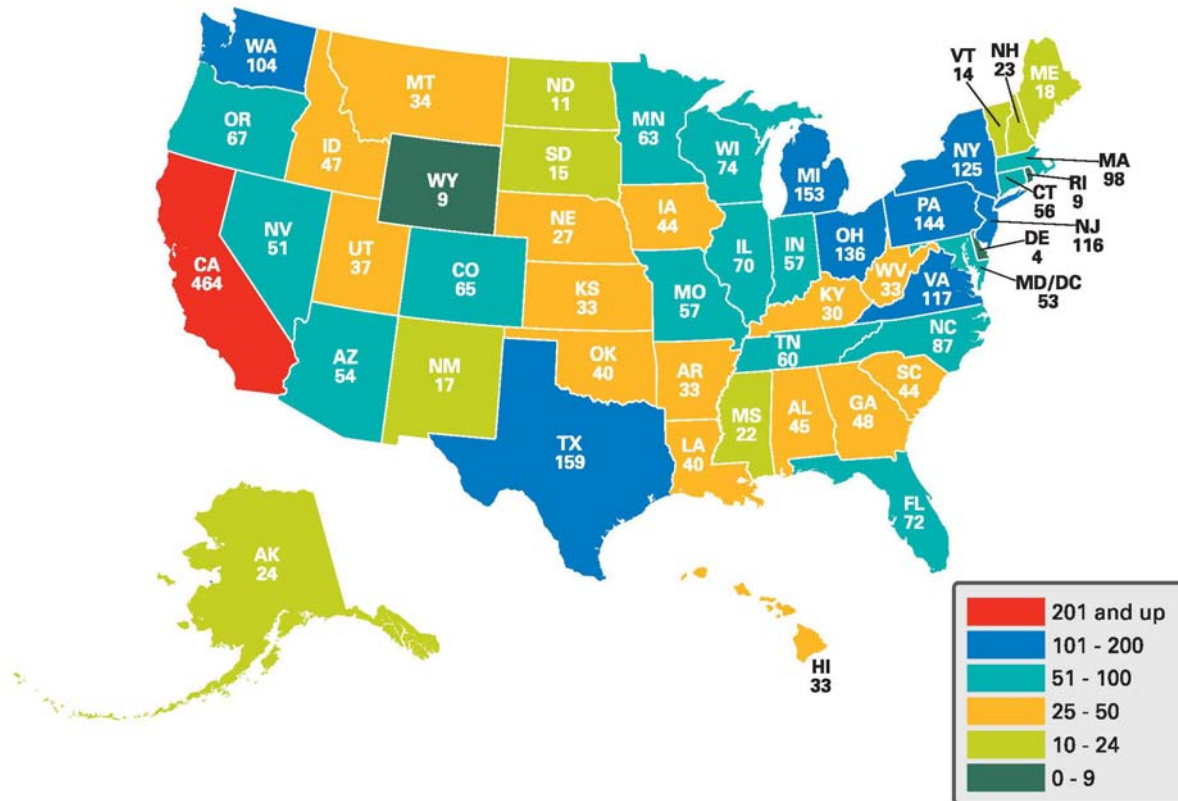 WA
104
OR
67
CA
464
NV
51
ID
47
MT
34
WY
9
UT
37
AZ
54
CO
65
NM
17
ND
11
SD
15
NE
27
KS
33
OK
40
TX
159
MN
63
IA
44
MO
57
AR
33
LA
40
WI
74
IL
70
IN
57
MI
153
OH
136
KY
30
TN
60
MS
22
AL
45
GA
48
FL
72
SC
44
NC
87
VA
117
WV
33
PA
144
NY
125
VT
14
NH
23
ME
18
MA
98
RI
9
CT
56
NJ
116
DE
4
MD/DC
53
AK
24
HI
33
201 and up
101 - 200
51 - 100
25 - 50
10 - 24
0 - 9